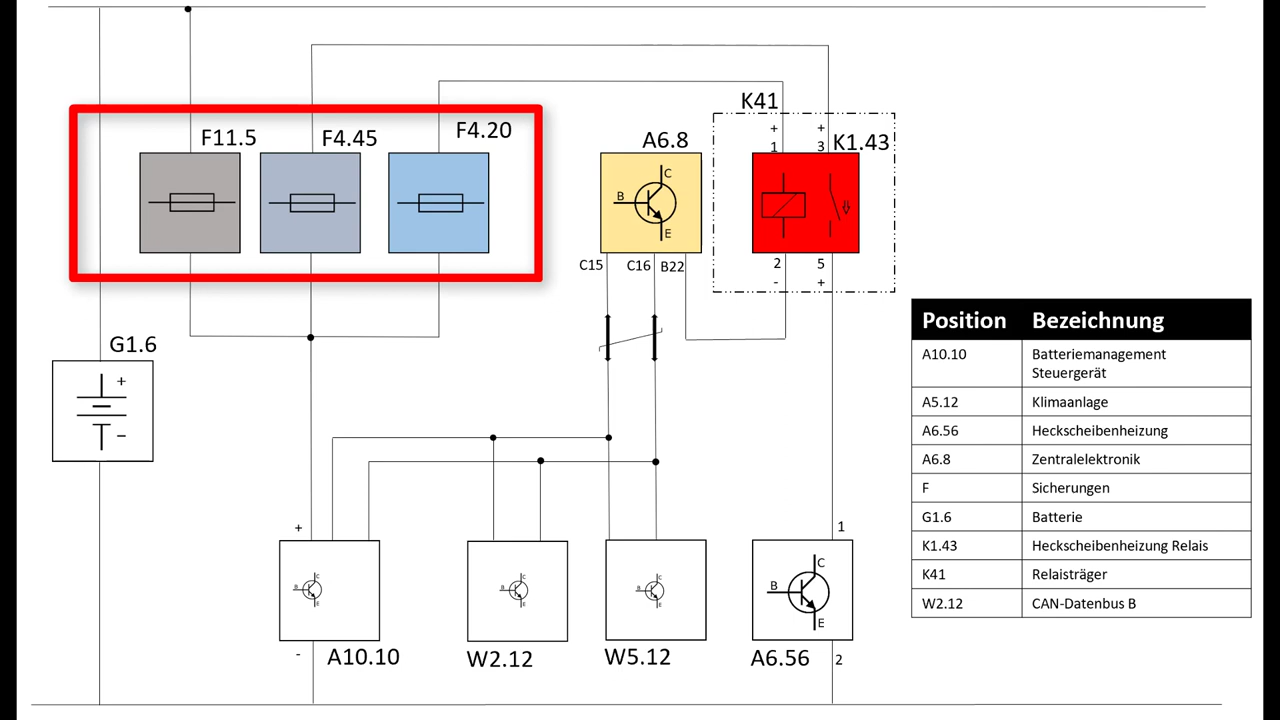 K41
F11.5
F4.45
F4.20
A6.8
+
+
1
3
K1.43
C
B
E
C15
C16
B22
2
5
-
+
G1.6
+
−
Position Bezeichnung
A10.10 Batteriemanagement
Steuergerät
A5.12 Klimaanlage
A6.56 Heckscheibenheizung
A6.8 Zentralelektronik
F Sicherungen
G1.6 Batterie
K1.43 Heckscheibenheizung Relais
K41 Relaisträger
W2.12 CAN-Datenbus B
+
1
C
B
E
C
B
E
C
B
E
C
B
E
-
A10.10
W2.12
W5.12
A6.56
2